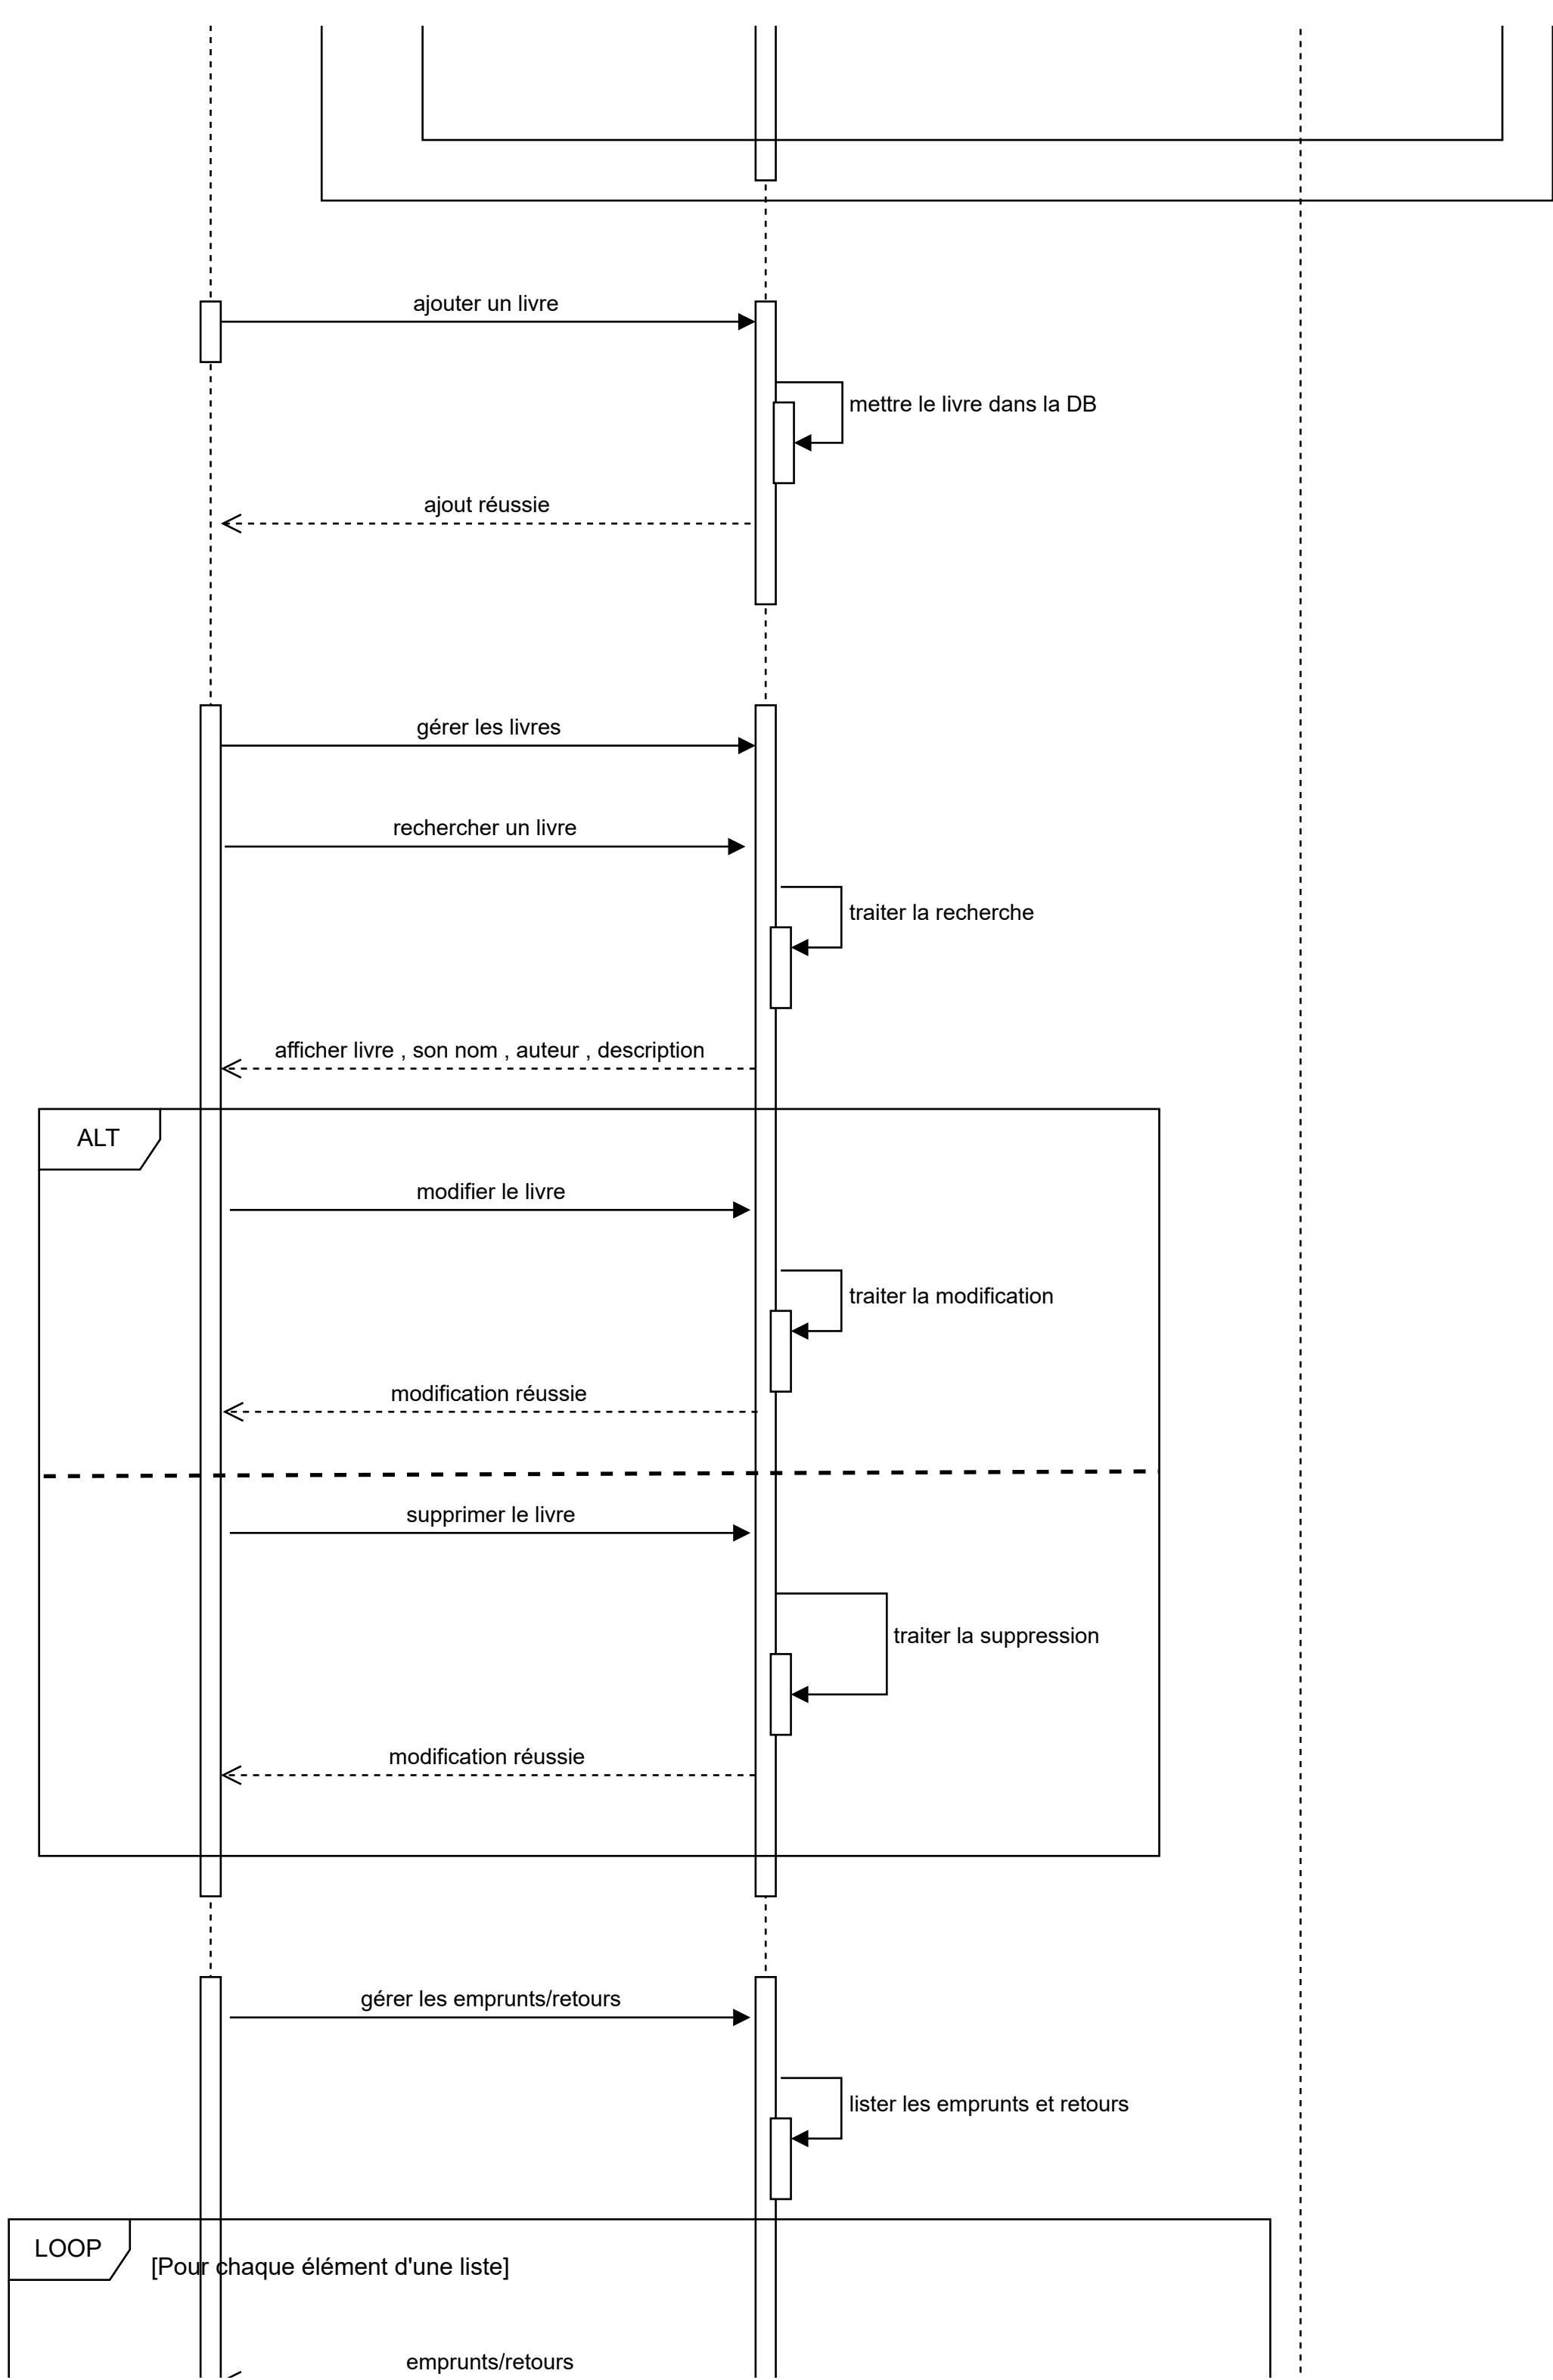 ajouter un livre
mettre le livre dans la DB
ajout réussie
gérer les livres
rechercher un livre
traiter la recherche
afficher livre , son nom , auteur , description
ALT
modifier le livre
traiter la modification
modification réussie
supprimer le livre
traiter la suppression
modification réussie
gérer les emprunts/retours
lister les emprunts et retours
LOOP
[Pour chaque élément d'une liste]
emprunts/retours